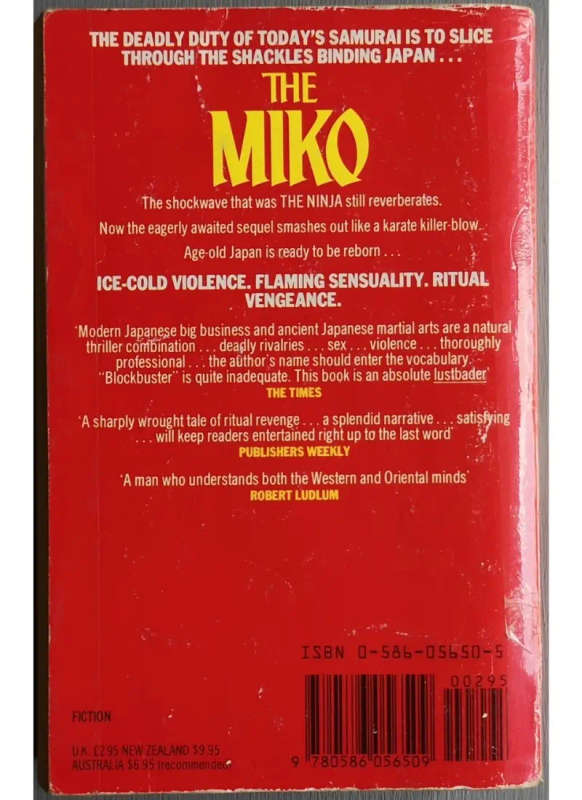 THE DEADLY DUTY OF TODAY'S SAMURAI IS TO SLICE
THROUGH THE SHACKLES BINDING JAPAN . . .
THE
MIKO
The shockwave that was THE NINJA still reverberates.
Now the eagerly awaited sequel smashes out like a karate killer-blow.
Age-old Japan is ready to be reborn . . .
ICE-COLD VIOLENCE. FLAMING SENSUALITY. RITUAL
VENGEANCE.
'Modern Japanese big business and ancient Japanese martial arts are a natural
thriller combination . . . deadly rivalries . . . sex . . . violence . . . thoroughly
professional . . . the author's name should enter the vocabulary.
"Blockbuster" is quite inadequate. This book is an absolute lustbader'
THE TIMES
'A sharply wrought tale of ritual revenge . . . a splendid narrative . . . satisfying
. . . will keep readers entertained right up to the last word'
PUBLISHERS WEEKLY
'A man who understands both the Western and Oriental minds'
ROBERT LUDLUM
ISBN 0-586-05650-5
00295
FICTION
U.K. £2.95 NEW ZEALAND $9.95
AUSTRALIA $6.95 (recommended)
9 780586 056509